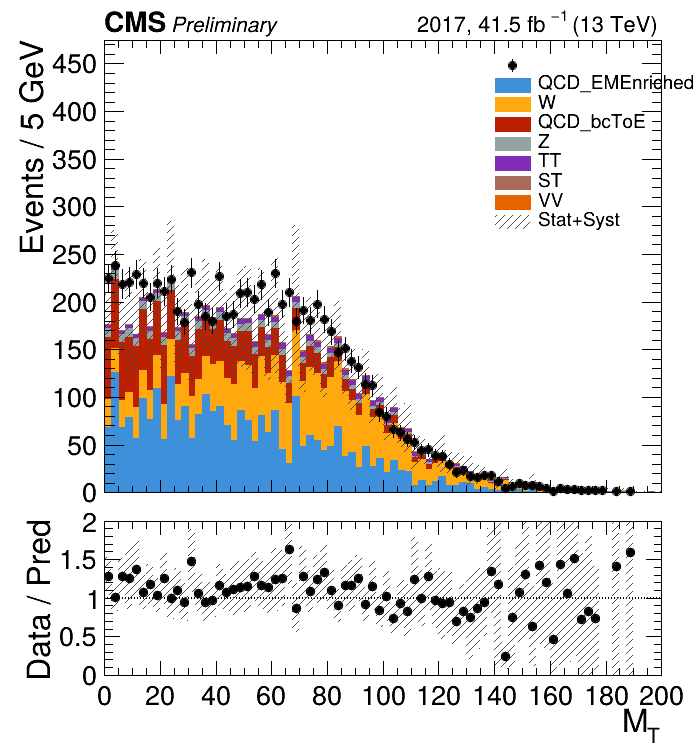 CMS Preliminary 2017, 41.5 fb⁻¹ (13 TeV)
Events / 5 GeV
450
400
350
300
250
200
150
100
50
0
QCD_EMEnriched
W
QCD_bcToE
Z
TT
ST
VV
Stat+Syst
Data / Pred
2
1.5
1
0.5
0
0 20 40 60 80 100 120 140 160 180 200
M_T